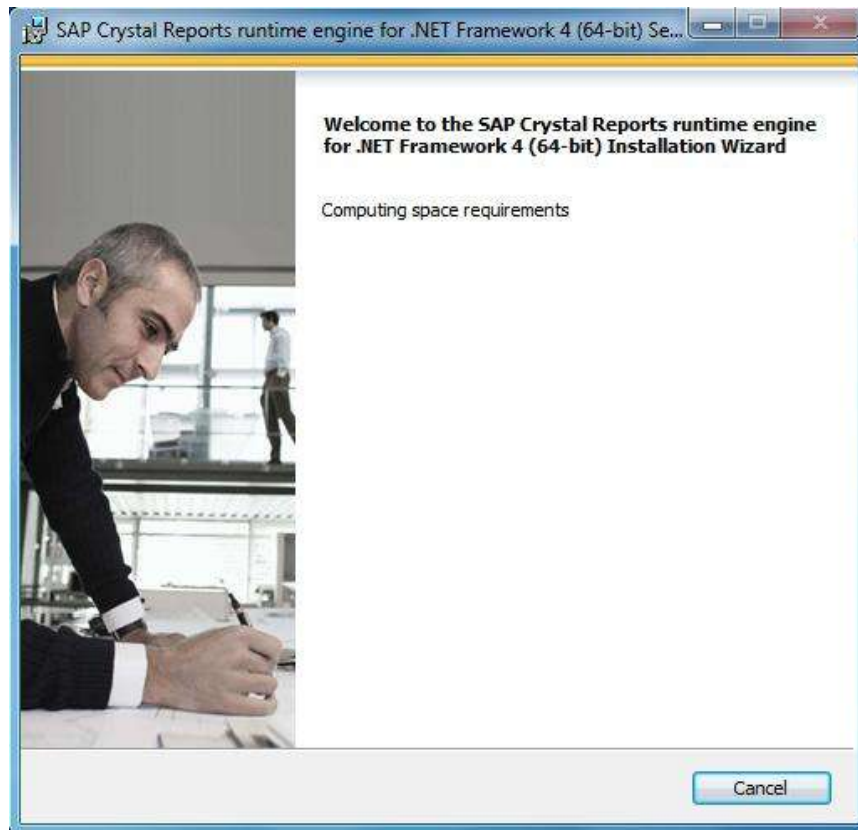 SAP Crystal Reports runtime engine for .NET Framework 4 (64-bit) Se...
Welcome to the SAP Crystal Reports runtime engine
for .NET Framework 4 (64-bit) Installation Wizard
Computing space requirements
Cancel